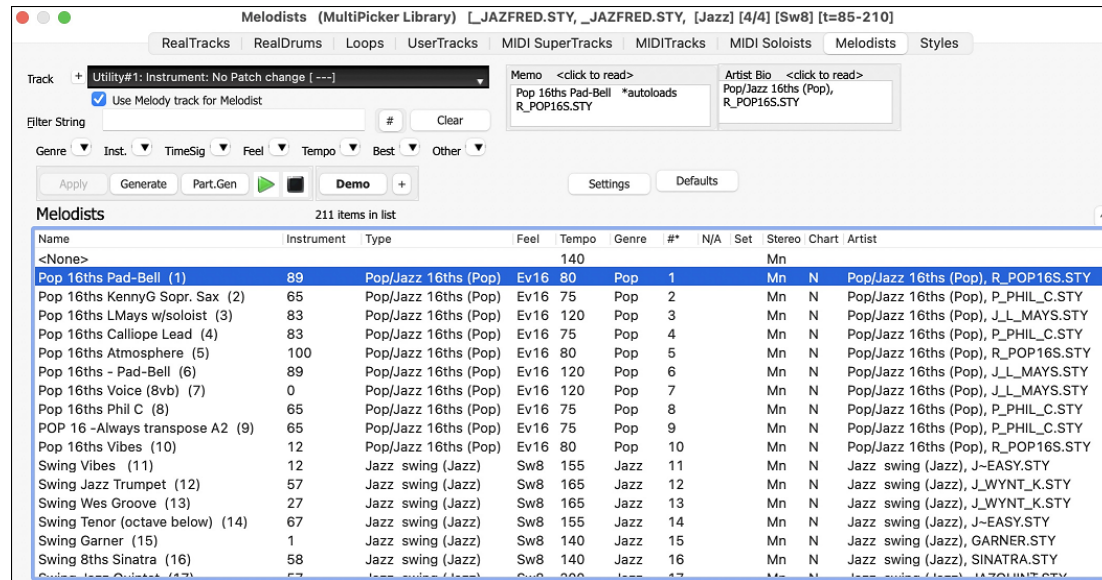 Melodists (MultiPicker Library) [_JAZFRED.STY, _JAZFRED.STY, [Jazz] [4/4] [Sw8] [t=85-210]
RealTracks RealDrums Loops UserTracks MIDI SuperTracks MIDITracks MIDI Soloists Melodists Styles
Track + Utility#1: Instrument: No Patch change [ ---]
Use Melody track for Melodist
Filter String # Clear
Memo <click to read>
Pop 16ths Pad-Bell *autoloads
R_POP16S.STY
Artist Bio <click to read>
Pop/Jazz 16ths (Pop),
R_POP16S.STY
Genre Inst. TimeSig Feel Tempo Best Other
Apply Generate Part.Gen Demo + Settings Defaults
Melodists 211 items in list
Name Instrument Type Feel Tempo Genre #* N/A Set Stereo Chart Artist
<None> 140 Mn
Pop 16ths Pad-Bell (1) 89 Pop/Jazz 16ths (Pop) Ev16 80 Pop 1 Mn N Pop/Jazz 16ths (Pop), R_POP16S.STY
Pop 16ths KennyG Sopr. Sax (2) 65 Pop/Jazz 16ths (Pop) Ev16 75 Pop 2 Mn N Pop/Jazz 16ths (Pop), P_PHIL_C.STY
Pop 16ths LMays w/soloist (3) 83 Pop/Jazz 16ths (Pop) Ev16 120 Pop 3 Mn N Pop/Jazz 16ths (Pop), J_L_MAYS.STY
Pop 16ths Calliope Lead (4) 83 Pop/Jazz 16ths (Pop) Ev16 75 Pop 4 Mn N Pop/Jazz 16ths (Pop), P_PHIL_C.STY
Pop 16ths Atmosphere (5) 100 Pop/Jazz 16ths (Pop) Ev16 80 Pop 5 Mn N Pop/Jazz 16ths (Pop), R_POP16S.STY
Pop 16ths - Pad-Bell (6) 89 Pop/Jazz 16ths (Pop) Ev16 120 Pop 6 Mn N Pop/Jazz 16ths (Pop), J_L_MAYS.STY
Pop 16ths Voice (8vb) (7) 0 Pop/Jazz 16ths (Pop) Ev16 120 Pop 7 Mn N Pop/Jazz 16ths (Pop), J_L_MAYS.STY
Pop 16ths Phil C (8) 65 Pop/Jazz 16ths (Pop) Ev16 75 Pop 8 Mn N Pop/Jazz 16ths (Pop), P_PHIL_C.STY
POP 16 -Always transpose A2 (9) 65 Pop/Jazz 16ths (Pop) Ev16 75 Pop 9 Mn N Pop/Jazz 16ths (Pop), P_PHIL_C.STY
Pop 16ths Vibes (10) 12 Pop/Jazz 16ths (Pop) Ev16 80 Pop 10 Mn N Pop/Jazz 16ths (Pop), R_POP16S.STY
Swing Vibes (11) 12 Jazz swing (Jazz) Sw8 155 Jazz 11 Mn N Jazz swing (Jazz), J~EASY.STY
Swing Jazz Trumpet (12) 57 Jazz swing (Jazz) Sw8 165 Jazz 12 Mn N Jazz swing (Jazz), J_WYNT_K.STY
Swing Wes Groove (13) 27 Jazz swing (Jazz) Sw8 165 Jazz 13 Mn N Jazz swing (Jazz), J_WYNT_K.STY
Swing Tenor (octave below) (14) 67 Jazz swing (Jazz) Sw8 155 Jazz 14 Mn N Jazz swing (Jazz), J~EASY.STY
Swing Garner (15) 1 Jazz swing (Jazz) Sw8 140 Jazz 15 Mn N Jazz swing (Jazz), GARNER.STY
Swing 8ths Sinatra (16) 58 Jazz swing (Jazz) Sw8 140 Jazz 16 Mn N Jazz swing (Jazz), SINATRA.STY